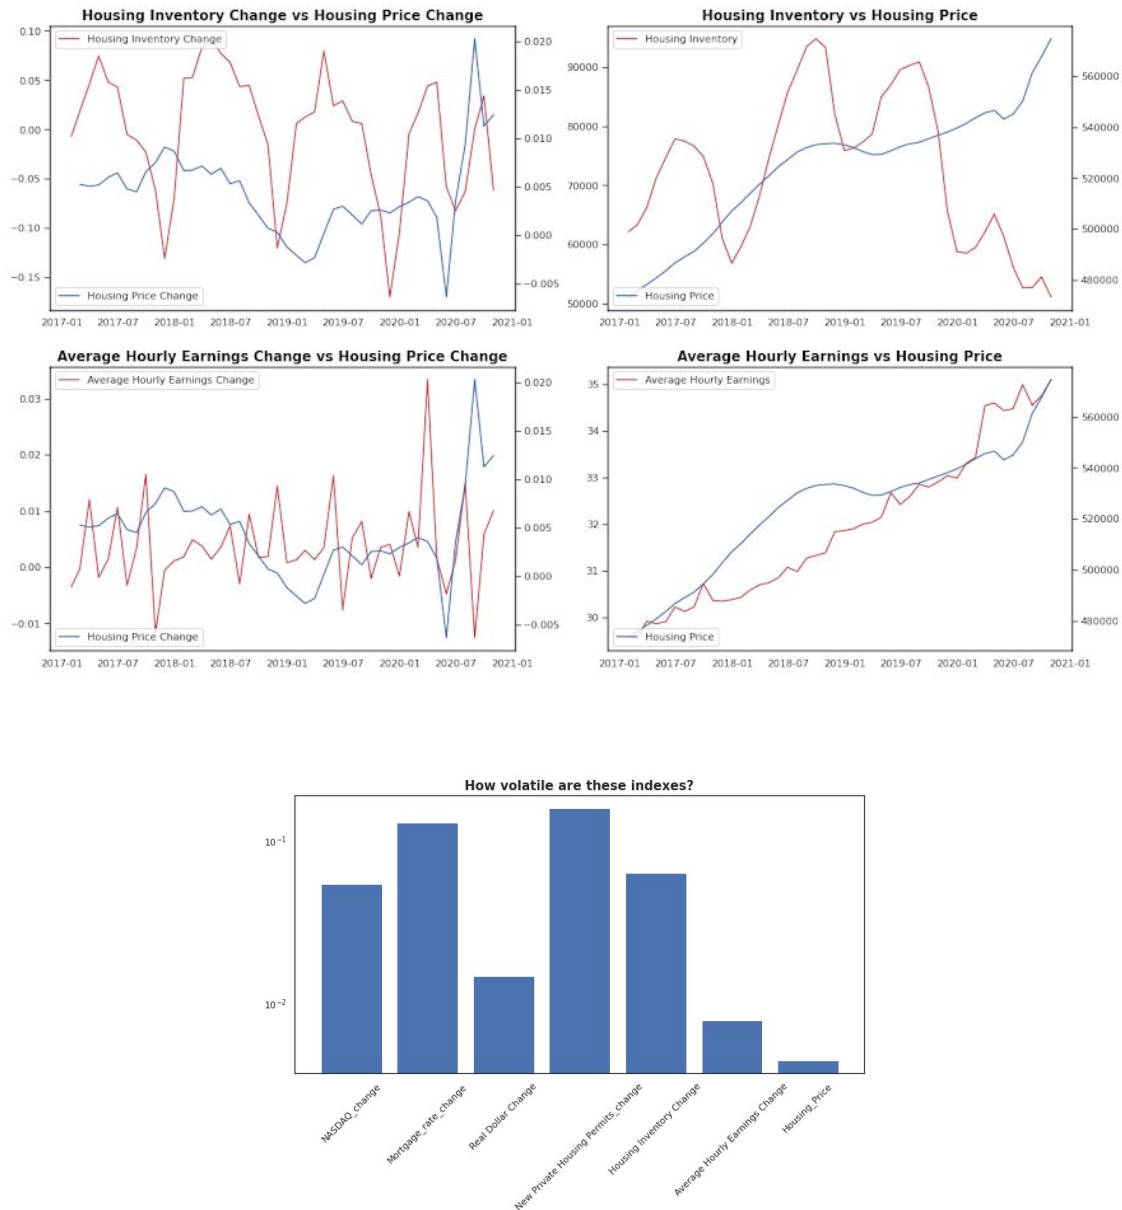 Housing Inventory Change vs Housing Price Change
Housing Inventory Change
Housing Price Change
0.10
0.05
0.00
−0.05
−0.10
−0.15
0.020
0.015
0.010
0.005
0.000
−0.005
2017-01 2017-07 2018-01 2018-07 2019-01 2019-07 2020-01 2020-07 2021-01
Housing Inventory vs Housing Price
Housing Inventory
Housing Price
90000
80000
70000
60000
50000
560000
540000
520000
500000
480000
2017-01 2017-07 2018-01 2018-07 2019-01 2019-07 2020-01 2020-07 2021-01
Average Hourly Earnings Change vs Housing Price Change
Average Hourly Earnings Change
Housing Price Change
0.03
0.02
0.01
0.00
−0.01
0.020
0.015
0.010
0.005
0.000
−0.005
2017-01 2017-07 2018-01 2018-07 2019-01 2019-07 2020-01 2020-07 2021-01
Average Hourly Earnings vs Housing Price
Average Hourly Earnings
Housing Price
35
34
33
32
31
30
560000
540000
520000
500000
480000
2017-01 2017-07 2018-01 2018-07 2019-01 2019-07 2020-01 2020-07 2021-01
How volatile are these indexes?
10⁻¹
10⁻²
NASDAQ_change
Mortgage_rate_change
Real Dollar Change
New Private Housing Permits_change
Housing Inventory Change
Average Hourly Earnings Change
Housing_Price